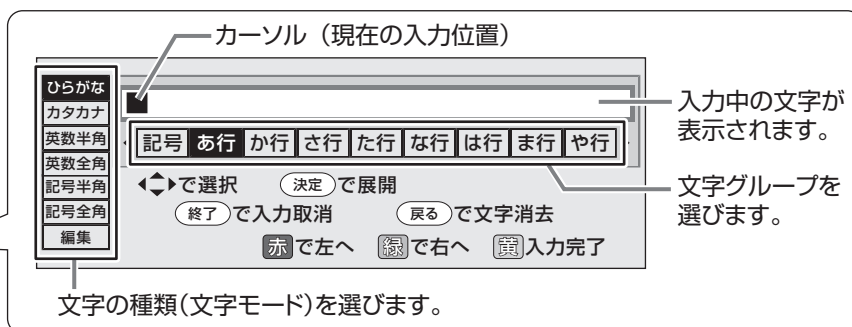 カーソル（現在の入力位置）
ひらがな
カタカナ
英数半角
英数全角
記号半角
記号全角
編集
入力中の文字が
表示されます。
記号 あ行 か行 さ行 た行 な行 は行 ま行 や行
で選択 決定で展開
終了で入力取消 戻るで文字消去
赤で左へ 緑で右へ 黄入力完了
文字グループを
選びます。
文字の種類（文字モード）を選びます。